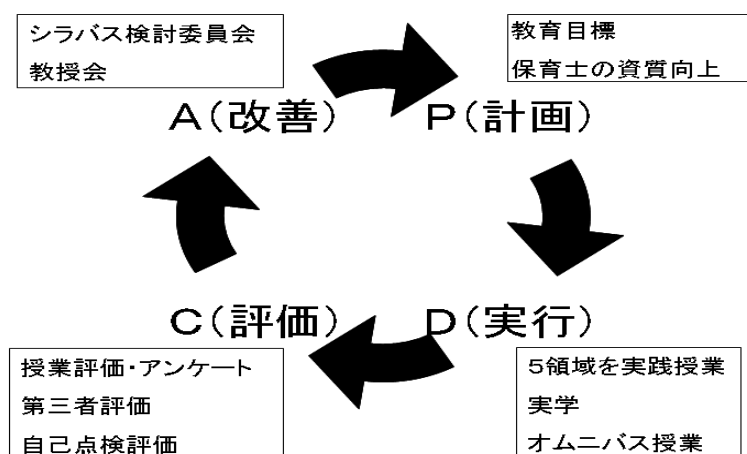 シラバス検討委員会
教授会
教育目標
保育士の資質向上
A(改善)
P(計画)
C(評価)
D(実行)
授業評価・アンケート
第三者評価
自己点検評価
5領域を実践授業
実学
オムニバス授業